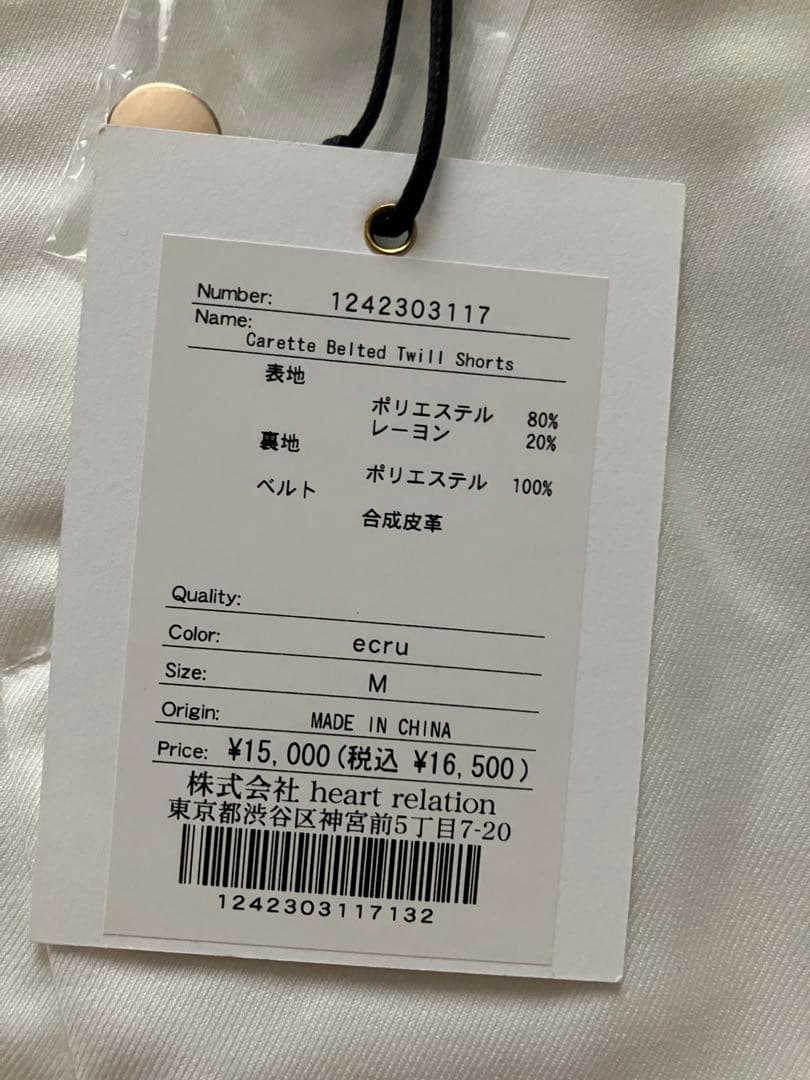 Number: 1242303117
Name:
Carette Belted Twill Shorts
表地
ポリエステル 80%
レーヨン 20%
裏地
ポリエステル 100%
ベルト
合成皮革
Quality:
Color: ecru
Size: M
Origin: MADE IN CHINA
Price: ¥15,000(税込 ¥16,500)
株式会社 heart relation
東京都渋谷区神宮前5丁目7-20
1242303117132